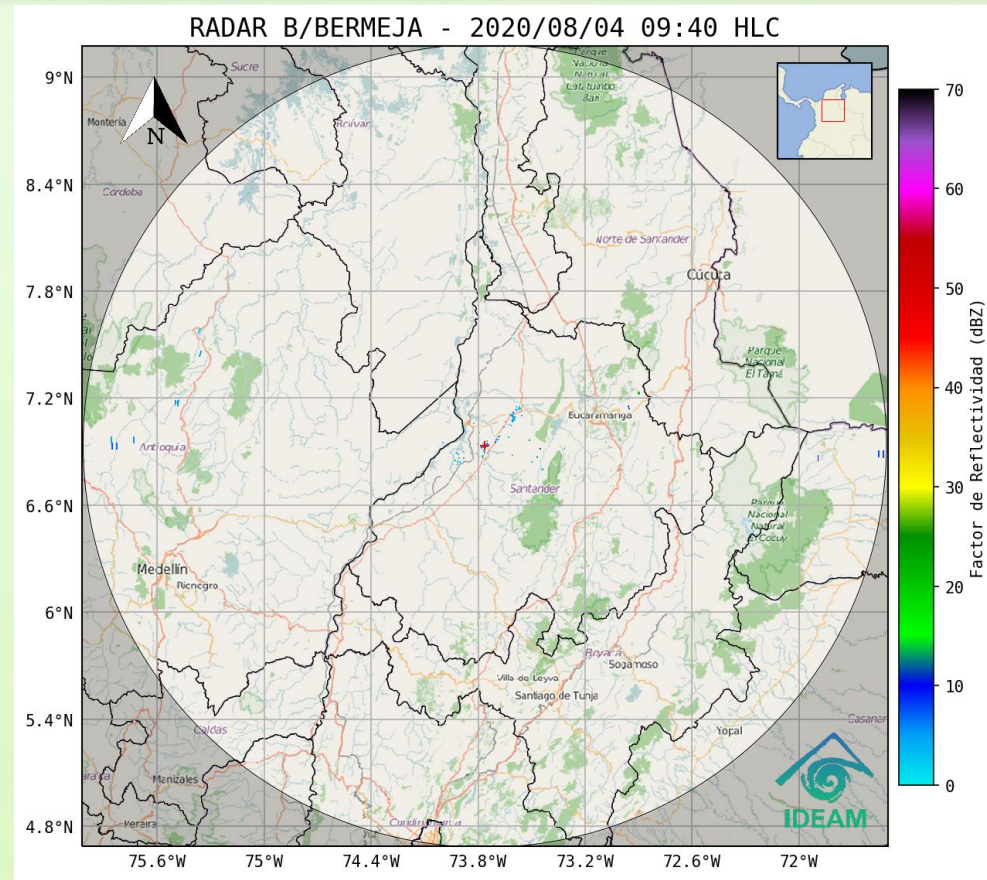 RADAR B/BERMEJA - 2020/08/04 09:40 HLC
9°N
8.4°N
7.8°N
7.2°N
6.6°N
6°N
5.4°N
4.8°N
75.6°W
75°W
74.4°W
73.8°W
73.2°W
72.6°W
72°W
N
Sucre
Montería
Bolívar
Córdoba
Parque
Nacional
Natural
Catatumbo
Bari
Norte de Santander
Cúcuta
Parque
Nacional
El Tamá
Bucaramanga
Antioquia
Santander
Parque
Nacional
Natural
El Cocuy
Medellín
Rionegro
Boyacá
Sogamoso
Villa de Leyva
Santiago de Tunja
Caldas
Yopal
Casanar
Manizales
Pereira
IDEAM
70
60
50
40
30
20
10
0
Factor de Reflectividad (dBZ)